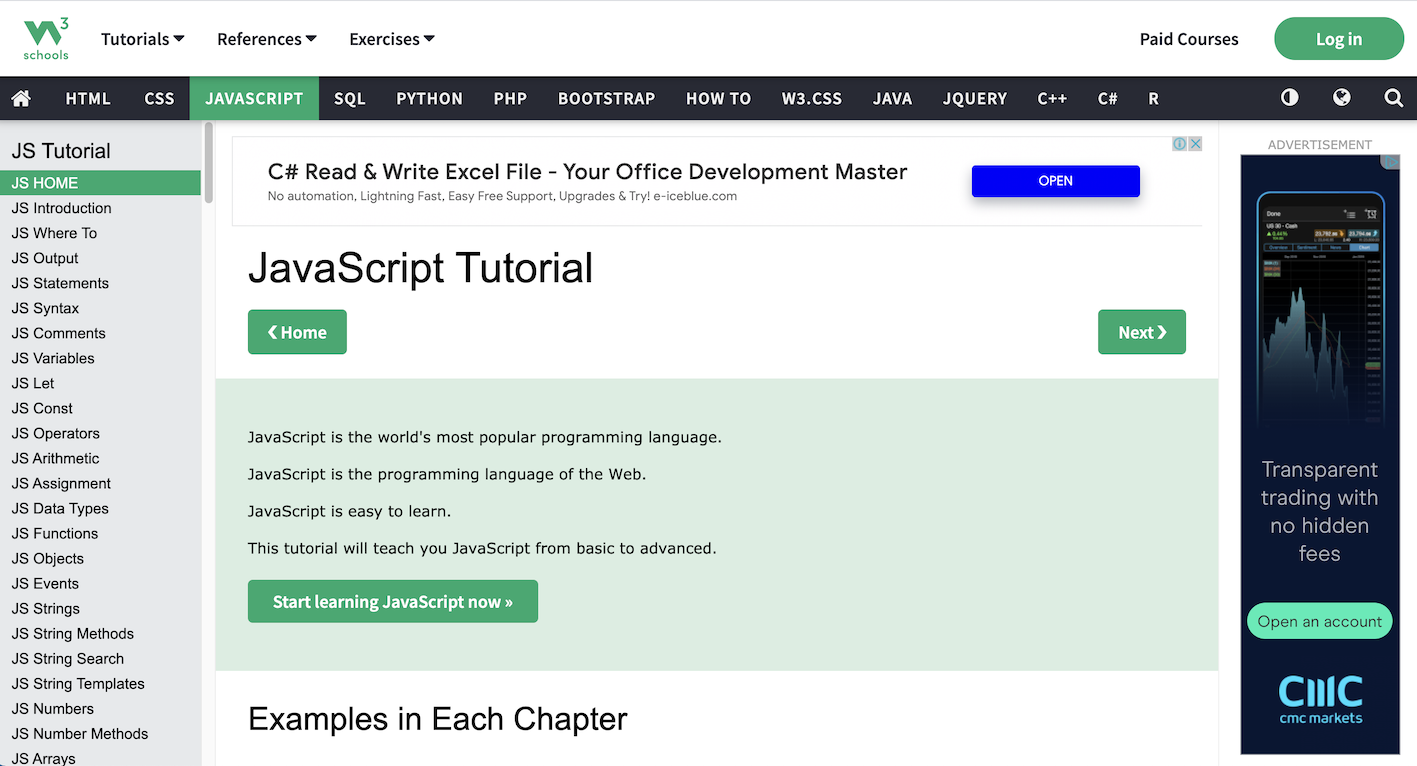 W3
schools
Tutorials
References
Exercises
Paid Courses
Log in
HTML
CSS
JAVASCRIPT
SQL
PYTHON
PHP
BOOTSTRAP
HOW TO
W3.CSS
JAVA
JQUERY
C++
C#
R
JS Tutorial
JS HOME
JS Introduction
JS Where To
JS Output
JS Statements
JS Syntax
JS Comments
JS Variables
JS Let
JS Const
JS Operators
JS Arithmetic
JS Assignment
JS Data Types
JS Functions
JS Objects
JS Events
JS Strings
JS String Methods
JS String Search
JS String Templates
JS Numbers
JS Number Methods
JS Arrays
C# Read & Write Excel File - Your Office Development Master
No automation, Lightning Fast, Easy Free Support, Upgrades & Try! e-iceblue.com
OPEN
JavaScript Tutorial
❮ Home
Next ❯
JavaScript is the world's most popular programming language.
JavaScript is the programming language of the Web.
JavaScript is easy to learn.
This tutorial will teach you JavaScript from basic to advanced.
Start learning JavaScript now »
Examples in Each Chapter
ADVERTISEMENT
Done
US 30 - Cash
Transparent
trading with
no hidden
fees
Open an account
cmc
cmc markets